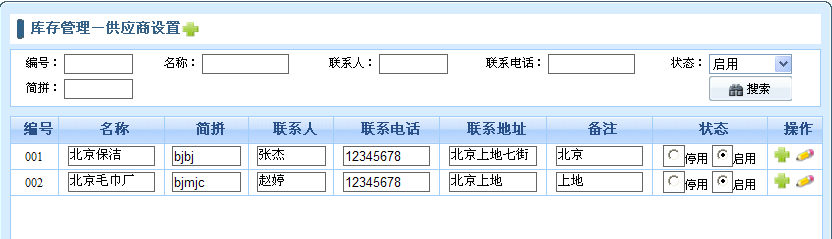 库存管理—供应商设置
编号： 名称： 联系人： 联系电话： 状态： 启用
简拼： 搜索
编号 名称 简拼 联系人 联系电话 联系地址 备注 状态 操作
001 北京保洁 bjbj 张杰 12345678 北京上地七街 北京 停用 启用
002 北京毛巾厂 bjmjc 赵婷 12345678 北京上地 上地 停用 启用